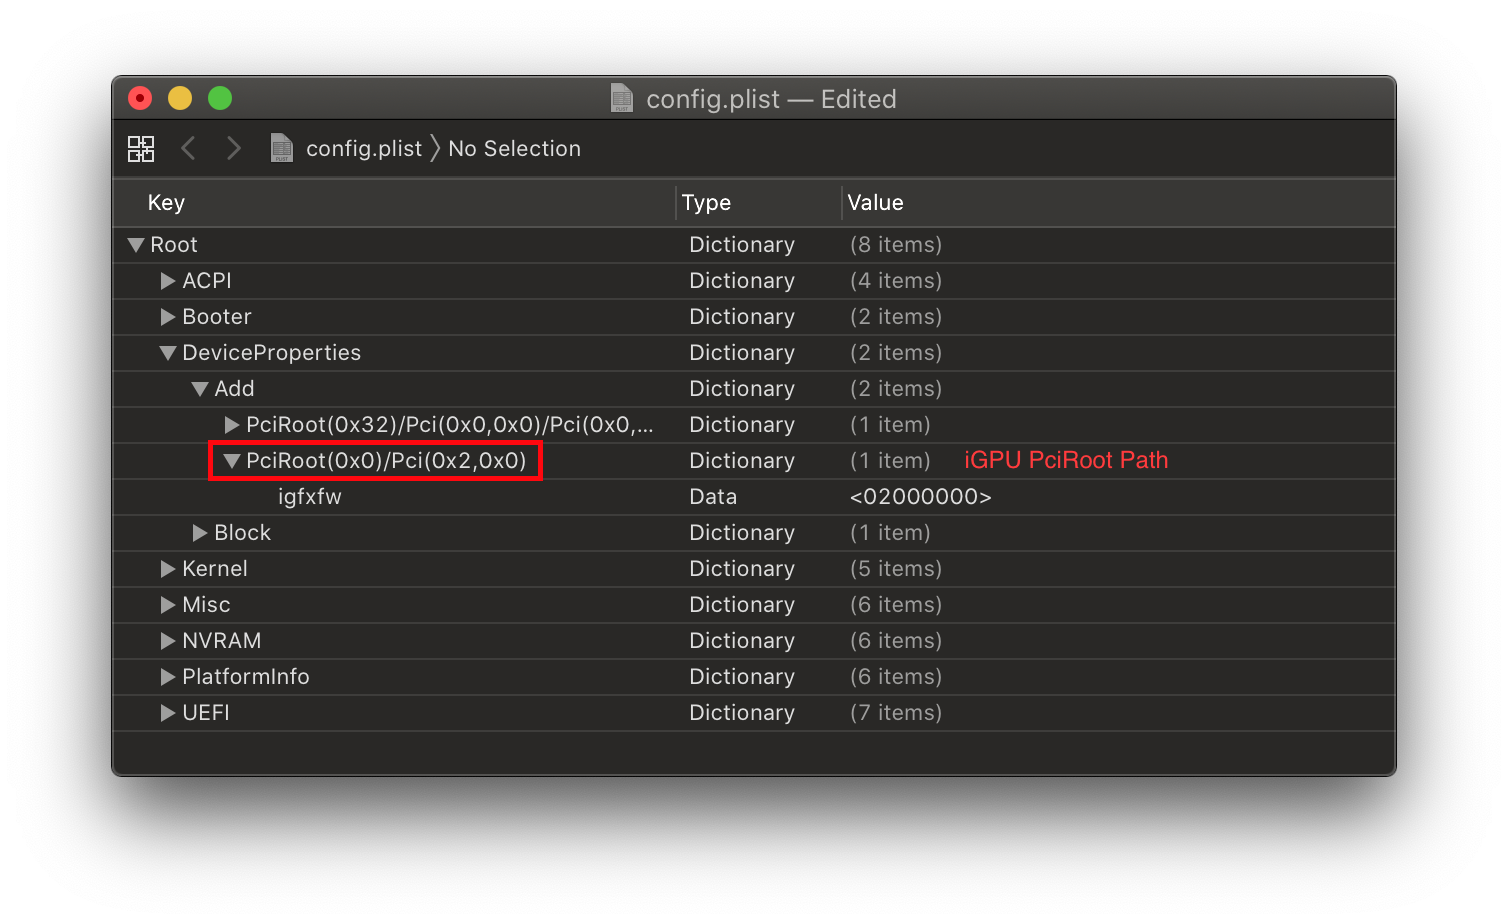 config.plist — Edited
config.plist 〉 No Selection
Key Type Value
Root Dictionary (8 items)
ACPI Dictionary (4 items)
Booter Dictionary (2 items)
DeviceProperties Dictionary (2 items)
Add Dictionary (2 items)
PciRoot(0x32)/Pci(0x0,0x0)/Pci(0x0,... Dictionary (1 item)
PciRoot(0x0)/Pci(0x2,0x0) Dictionary (1 item) iGPU PciRoot Path
igfxfw Data <02000000>
Block Dictionary (1 item)
Kernel Dictionary (5 items)
Misc Dictionary (6 items)
NVRAM Dictionary (6 items)
PlatformInfo Dictionary (6 items)
UEFI Dictionary (7 items)